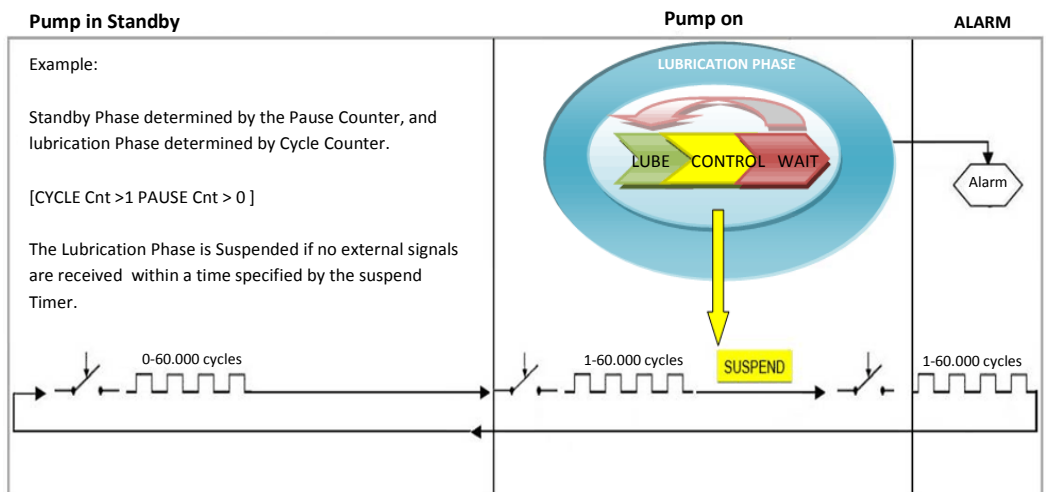 Pump in Standby
Pump on
ALARM
Example:
Standby Phase determined by the Pause Counter, and
lubrication Phase determined by Cycle Counter.
[CYCLE Cnt >1 PAUSE Cnt > 0 ]
The Lubrication Phase is Suspended if no external signals
are received within a time specified by the suspend
Timer.
LUBRICATION PHASE
LUBE CONTROL WAIT
Alarm
0-60.000 cycles
1-60.000 cycles
SUSPEND
1-60.000 cycles